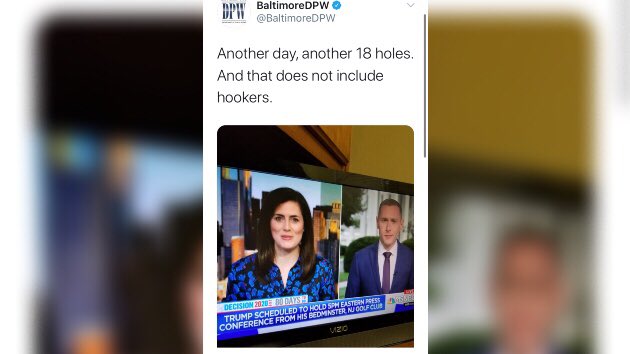 DPW
BaltimoreDPW
@BaltimoreDPW
Another day, another 18 holes.
And that does not include
hookers.
DECISION 2020 80 DAYS
TRUMP SCHEDULED TO HOLD 5PM EASTERN PRESS
CONFERENCE FROM HIS BEDMINSTER, NJ GOLF CLUB
VIZIO